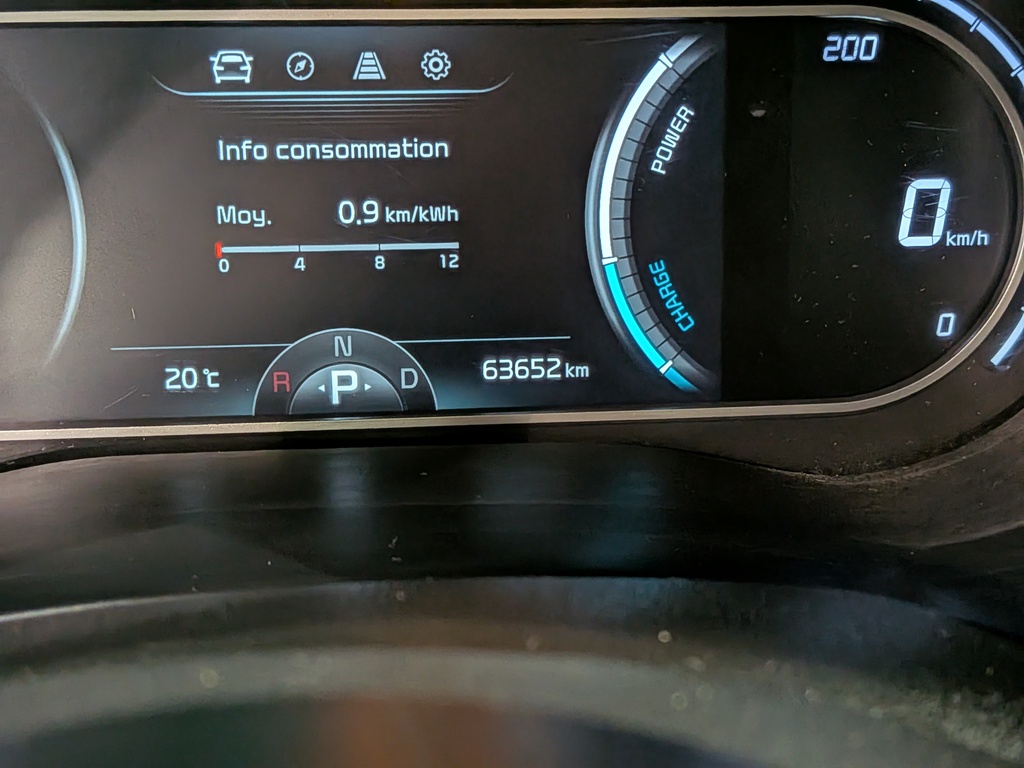 200
Info consommation
POWER
Moy. 0.9 km/kWh
0 km/h
0 4 8 12
CHARGE
0
N
20 °C R P D 63652 km